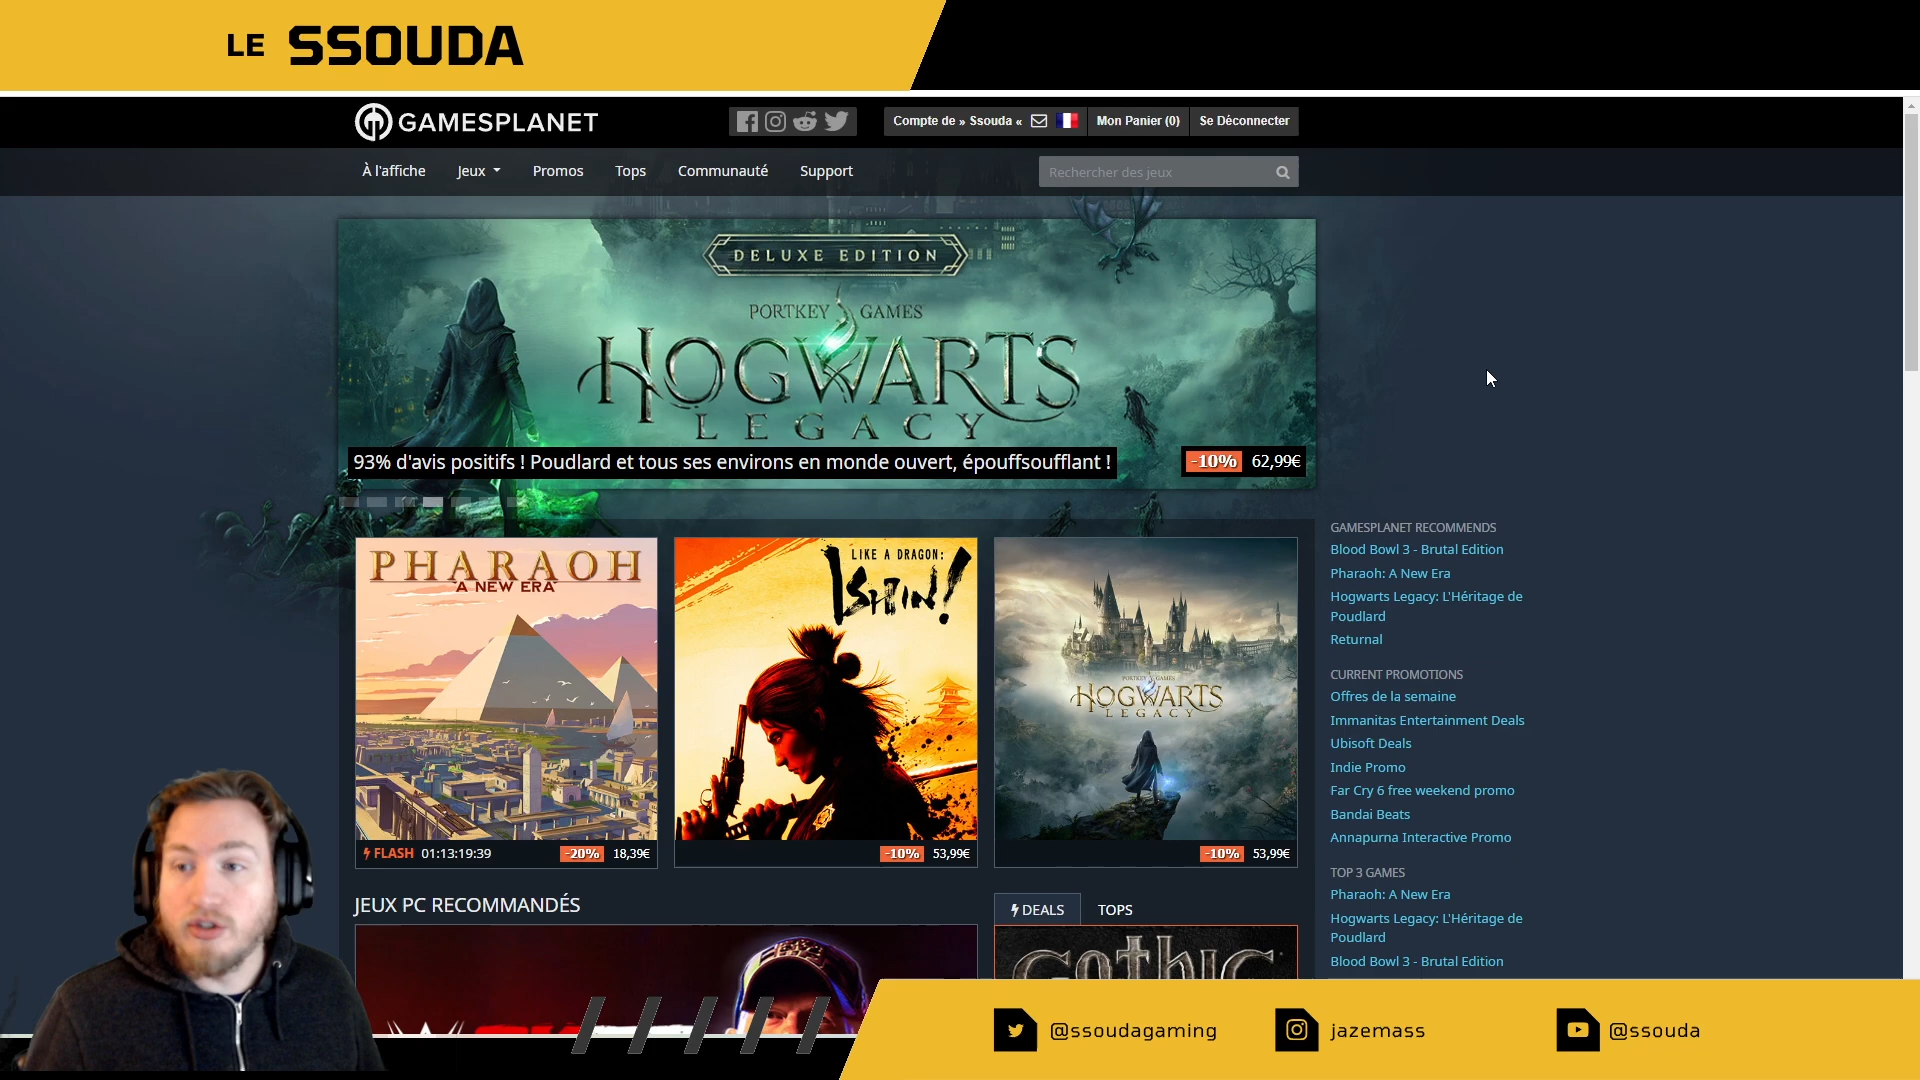 LE SSOUDA
GAMESPLANET
Compte de » Ssouda «
Mon Panier (0)
Se Déconnecter
À l'affiche
Jeux
Promos
Tops
Communauté
Support
Rechercher des jeux
DELUXE EDITION
PORTKEY GAMES
HOGWARTS
LEGACY
93% d'avis positifs ! Poudlard et tous ses environs en monde ouvert, épouffsoufflant !
-10% 62,99€
PHARAOH
A NEW ERA
FLASH 01:13:19:39
-20% 18,39€
LIKE A DRAGON:
ISHIN!
-10% 53,99€
PORTKEY GAMES
HOGWARTS
LEGACY
-10% 53,99€
GAMESPLANET RECOMMENDS
Blood Bowl 3 - Brutal Edition
Pharaoh: A New Era
Hogwarts Legacy: L'Héritage de
Poudlard
Returnal
CURRENT PROMOTIONS
Offres de la semaine
Immanitas Entertainment Deals
Ubisoft Deals
Indie Promo
Far Cry 6 free weekend promo
Bandai Beats
Annapurna Interactive Promo
TOP 3 GAMES
Pharaoh: A New Era
Hogwarts Legacy: L'Héritage de
Poudlard
Blood Bowl 3 - Brutal Edition
JEUX PC RECOMMANDÉS
DEALS
TOPS
GOTHIC
@ssoudagaming
jazemass
@ssouda